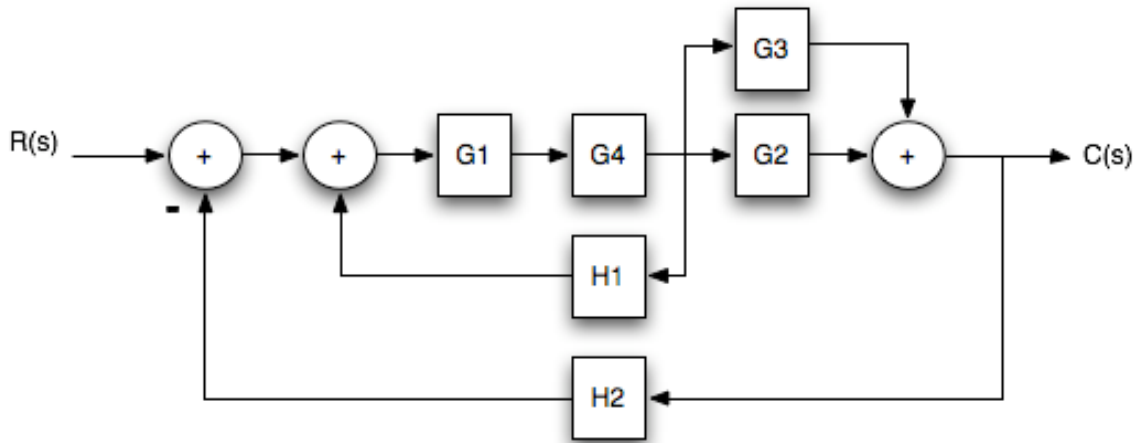 G3
R(s)
+
+
G1
G4
G2
+
C(s)
-
H1
H2